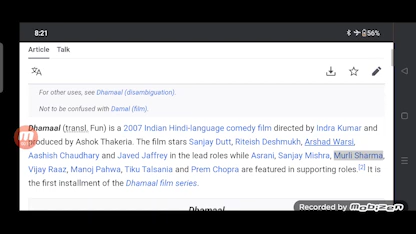 8:21
56%
Article Talk
For other uses, see Dhamaal (disambiguation).
Not to be confused with Damal (film).
Dhamaal (transl. Fun) is a 2007 Indian Hindi-language comedy film directed by Indra Kumar and
produced by Ashok Thakeria. The film stars Sanjay Dutt, Riteish Deshmukh, Arshad Warsi,
Aashish Chaudhary and Javed Jaffrey in the lead roles while Asrani, Sanjay Mishra, Murli Sharma,
Vijay Raaz, Manoj Pahwa, Tiku Talsania and Prem Chopra are featured in supporting roles.[2] It is
the first installment of the Dhamaal film series.
Dhamaal
Recorded by Mobizen